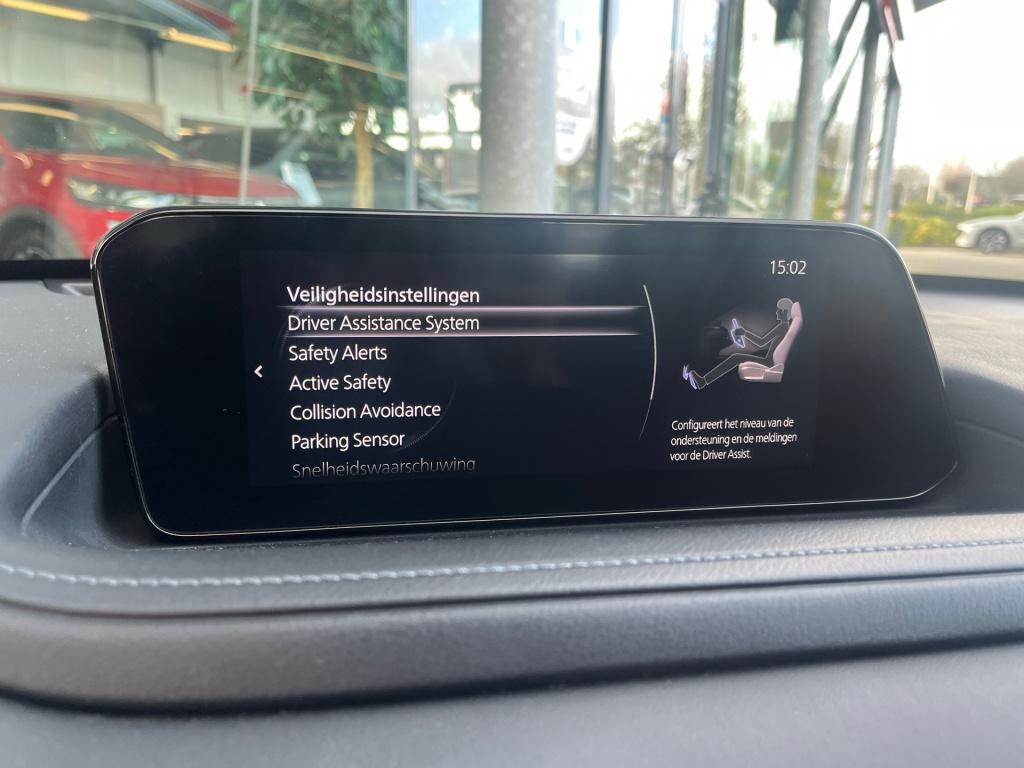 15:02
Veiligheidsinstellingen
Driver Assistance System
Safety Alerts
Active Safety
Collision Avoidance
Parking Sensor
Snelheidswaarschuwing
Configureert het niveau van de
ondersteuning en de meldingen
voor de Driver Assist.